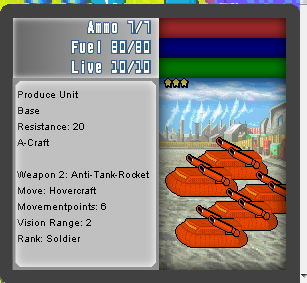 Ammo 7/7
Fuel 80/80
Live 10/10
Produce Unit
Base
Resistance: 20
A-Craft
Weapon 2: Anti-Tank-Rocket
Move: Hovercraft
Movementpoints: 6
Vision Range: 2
Rank: Soldier